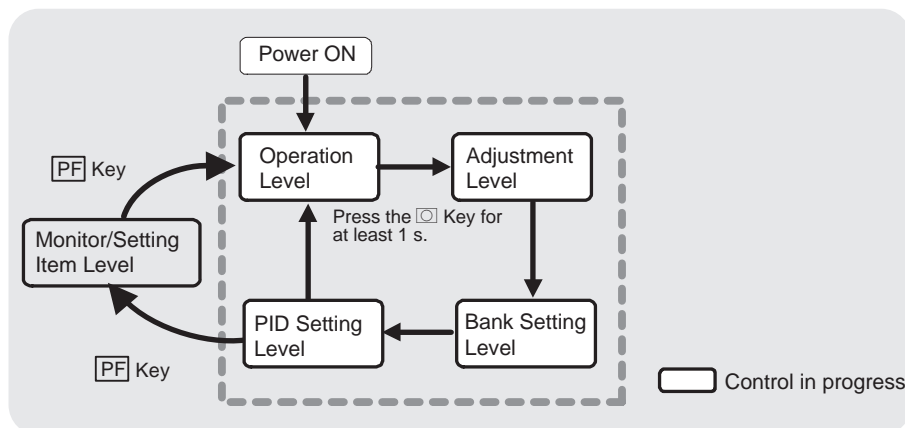 Power ON
Operation
Level
Adjustment
Level
PF Key
Press the Key for
at least 1 s.
Monitor/Setting
Item Level
PID Setting
Level
Bank Setting
Level
PF Key
Control in progress